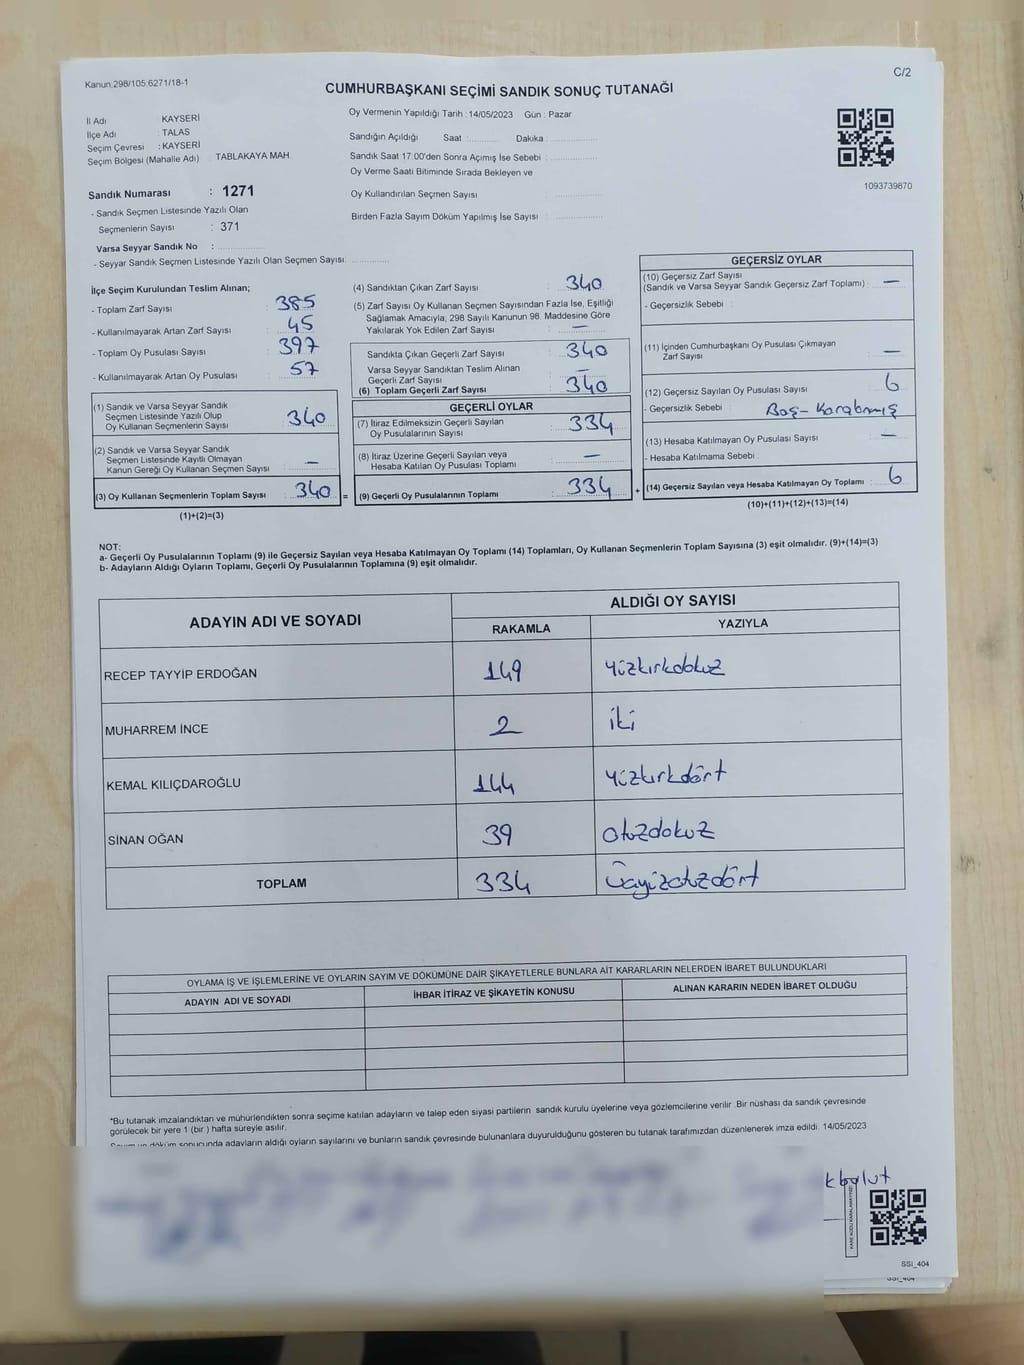 Kanun:298/105:6271/18-1
C/2
CUMHURBAŞKANI SEÇİMİ SANDIK SONUÇ TUTANAĞI
İl Adı : KAYSERİ
İlçe Adı : TALAS
Seçim Çevresi : KAYSERİ
Seçim Bölgesi (Mahalle Adı) : TABLAKAYA MAH.
Sandık Numarası : 1271
- Sandık Seçmen Listesinde Yazılı Olan
Seçmenlerin Sayısı : 371
Varsa Seyyar Sandık No :
- Seyyar Sandık Seçmen Listesinde Yazılı Olan Seçmen Sayısı:
Oy Vermenin Yapıldığı Tarih : 14/05/2023 Gün : Pazar
Sandığın Açıldığı Saat : Dakika :
Sandık Saat 17.00'den Sonra Açımış İse Sebebi :
Oy Verme Saati Bitiminde Sırada Bekleyen ve
Oy Kullandırılan Seçmen Sayısı :
Birden Fazla Sayım Döküm Yapılmış İse Sayısı :
1093739870
İlçe Seçim Kurulundan Teslim Alınan;
- Toplam Zarf Sayısı : 385
- Kullanılmayarak Artan Zarf Sayısı : 45
- Toplam Oy Pusulası Sayısı : 397
- Kullanılmayarak Artan Oy Pusulası : 57
(1) Sandık ve Varsa Seyyar Sandık
Seçmen Listesinde Yazılı Olup
Oy Kullanan Seçmenlerin Sayısı : 340
(2) Sandık ve Varsa Seyyar Sandık
Seçmen Listesinde Kayıtlı Olmayan
Kanun Gereği Oy Kullanan Seçmen Sayısı : —
(3) Oy Kullanan Seçmenlerin Toplam Sayısı : 340 =
(1)+(2)=(3)
(4) Sandıktan Çıkan Zarf Sayısı : 340
(5) Zarf Sayısı Oy Kullanan Seçmen Sayısından Fazla İse, Eşitliği
Sağlamak Amacıyla; 298 Sayılı Kanunun 98. Maddesine Göre
Yakılarak Yok Edilen Zarf Sayısı : —
Sandıkta Çıkan Geçerli Zarf Sayısı : 340
Varsa Seyyar Sandıktan Teslim Alınan
Geçerli Zarf Sayısı : —
(6) Toplam Geçerli Zarf Sayısı : 340
GEÇERLİ OYLAR
(7) İtiraz Edilmeksizin Geçerli Sayılan
Oy Pusulalarının Sayısı : 334
(8) İtiraz Üzerine Geçerli Sayılan veya
Hesaba Katılan Oy Pusulası Toplamı : —
(9) Geçerli Oy Pusulalarının Toplamı : 334 +
GEÇERSİZ OYLAR
(10) Geçersiz Zarf Sayısı
(Sandık ve Varsa Seyyar Sandık Geçersiz Zarf Toplamı) : —
- Geçersizlik Sebebi :
(11) İçinden Cumhurbaşkanı Oy Pusulası Çıkmayan
Zarf Sayısı : —
(12) Geçersiz Sayılan Oy Pusulası Sayısı : 6
- Geçersizlik Sebebi : Boş-Karalanmış
(13) Hesaba Katılmayan Oy Pusulası Sayısı : —
- Hesaba Katılmama Sebebi :
(14) Geçersiz Sayılan veya Hesaba Katılmayan Oy Toplamı : 6
(10)+(11)+(12)+(13)=(14)
NOT:
a- Geçerli Oy Pusulalarının Toplamı (9) ile Geçersiz Sayılan veya Hesaba Katılmayan Oy Toplamı (14) Toplamları, Oy Kullanan Seçmenlerin Toplam Sayısına (3) eşit olmalıdır. (9)+(14)=(3)
b- Adayların Aldığı Oyların Toplamı, Geçerli Oy Pusulalarının Toplamına (9) eşit olmalıdır.
ADAYIN ADI VE SOYADI ALDIĞI OY SAYISI
RAKAMLA YAZIYLA
RECEP TAYYİP ERDOĞAN 149 yüzkırkdokuz
MUHARREM İNCE 2 iki
KEMAL KILIÇDAROĞLU 144 yüzkırkdört
SİNAN OĞAN 39 otuzdokuz
TOPLAM 334 üçyüzotuzdört
OYLAMA İŞ VE İŞLEMLERİNE VE OYLARIN SAYIM VE DÖKÜMÜNE DAİR ŞİKAYETLERLE BUNLARA AİT KARARLARIN NELERDEN İBARET BULUNDUKLARI
ADAYIN ADI VE SOYADI İHBAR İTİRAZ VE ŞİKAYETİN KONUSU ALINAN KARARIN NEDEN İBARET OLDUĞU
*Bu tutanak imzalandıktan ve mühürlendikten sonra seçime katılan adayların ve talep eden siyasi partilerin sandık kurulu üyelerine veya gözlemcilerine verilir .Bir nüshası da sandık çevresinde
görülecek bir yere 1 (bir ) hafta süreyle asılır.
döküm sonucunda adayların aldığı oyların sayılarını ve bunların sandık çevresinde bulunanlara duyurulduğunu gösteren bu tutanak tarafımızdan düzenlenerek imza edildi. 14/05/2023
kbulut
KARE KODU KARALAMAYINIZ!
SSI_404
SSI_404